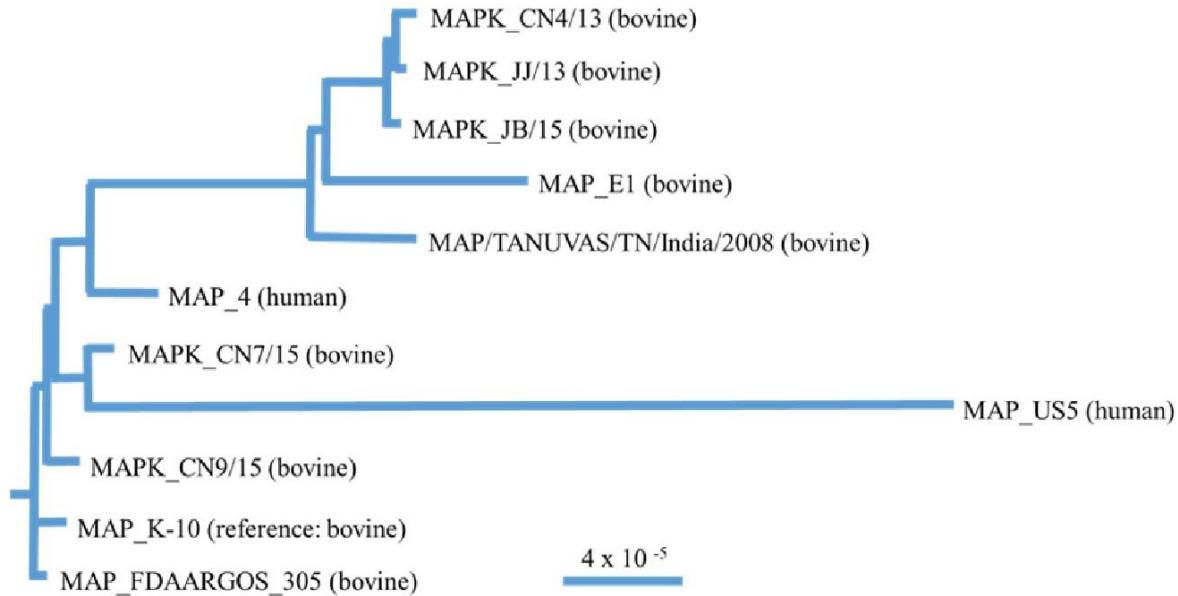 MAPK_CN4/13 (bovine)
MAPK_JJ/13 (bovine)
MAPK_JB/15 (bovine)
MAP_E1 (bovine)
MAP/TANUVAS/TN/India/2008 (bovine)
MAP_4 (human)
MAPK_CN7/15 (bovine)
MAP_US5 (human)
MAPK_CN9/15 (bovine)
MAP_K-10 (reference: bovine)
4 x 10 -5
MAP_FDAARGOS_305 (bovine)